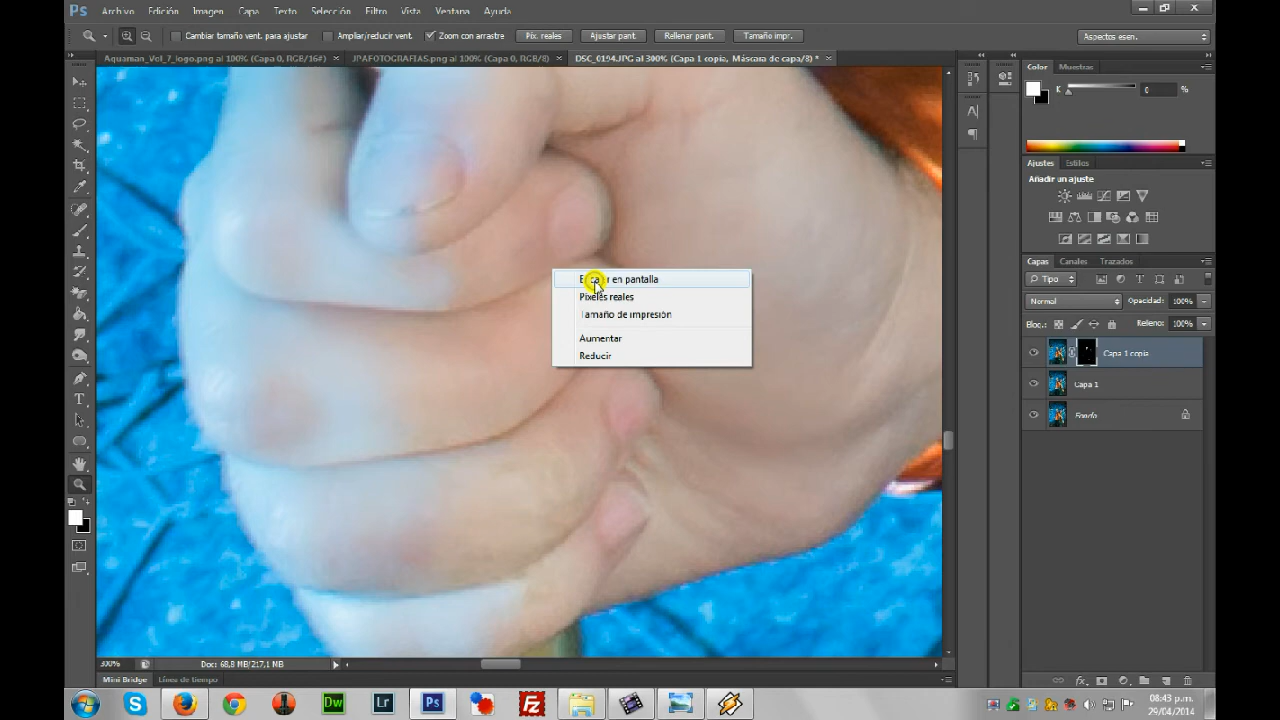 Ps Archivo Edición Imagen Capa Texto Selección Filtro Vista Ventana Ayuda
Cambiar tamaño vent. para ajustar Ampliar/reducir vent. Zoom con arrastre Píx. reales Ajustar pant. Rellenar pant. Tamaño impr. Aspectos esen.
Aquaman_Vol_7_logo.png al 100% (Capa 0, RGB/16#) × JPAFOTOGRAFIAS.png al 100% (Capa 0, RGB/8) × DSC_0194.JPG al 300% (Capa 1 copia, Máscara de capa/8) * ×
Color Muestras
K 0 %
Ajustes Estilos
Añadir un ajuste
Capas Canales Trazados
Tipo
Normal Opacidad: 100%
Bloq.: Relleno: 100%
Capa 1 copia
Capa 1
Fondo
en pantalla
Píxeles reales
Tamaño de impresión
Aumentar
Reducir
300% Doc: 68,8 MB/217,1 MB
Mini Bridge Línea de tiempo
Dw Lr Ps Fz
08:43 p.m.
29/04/2014